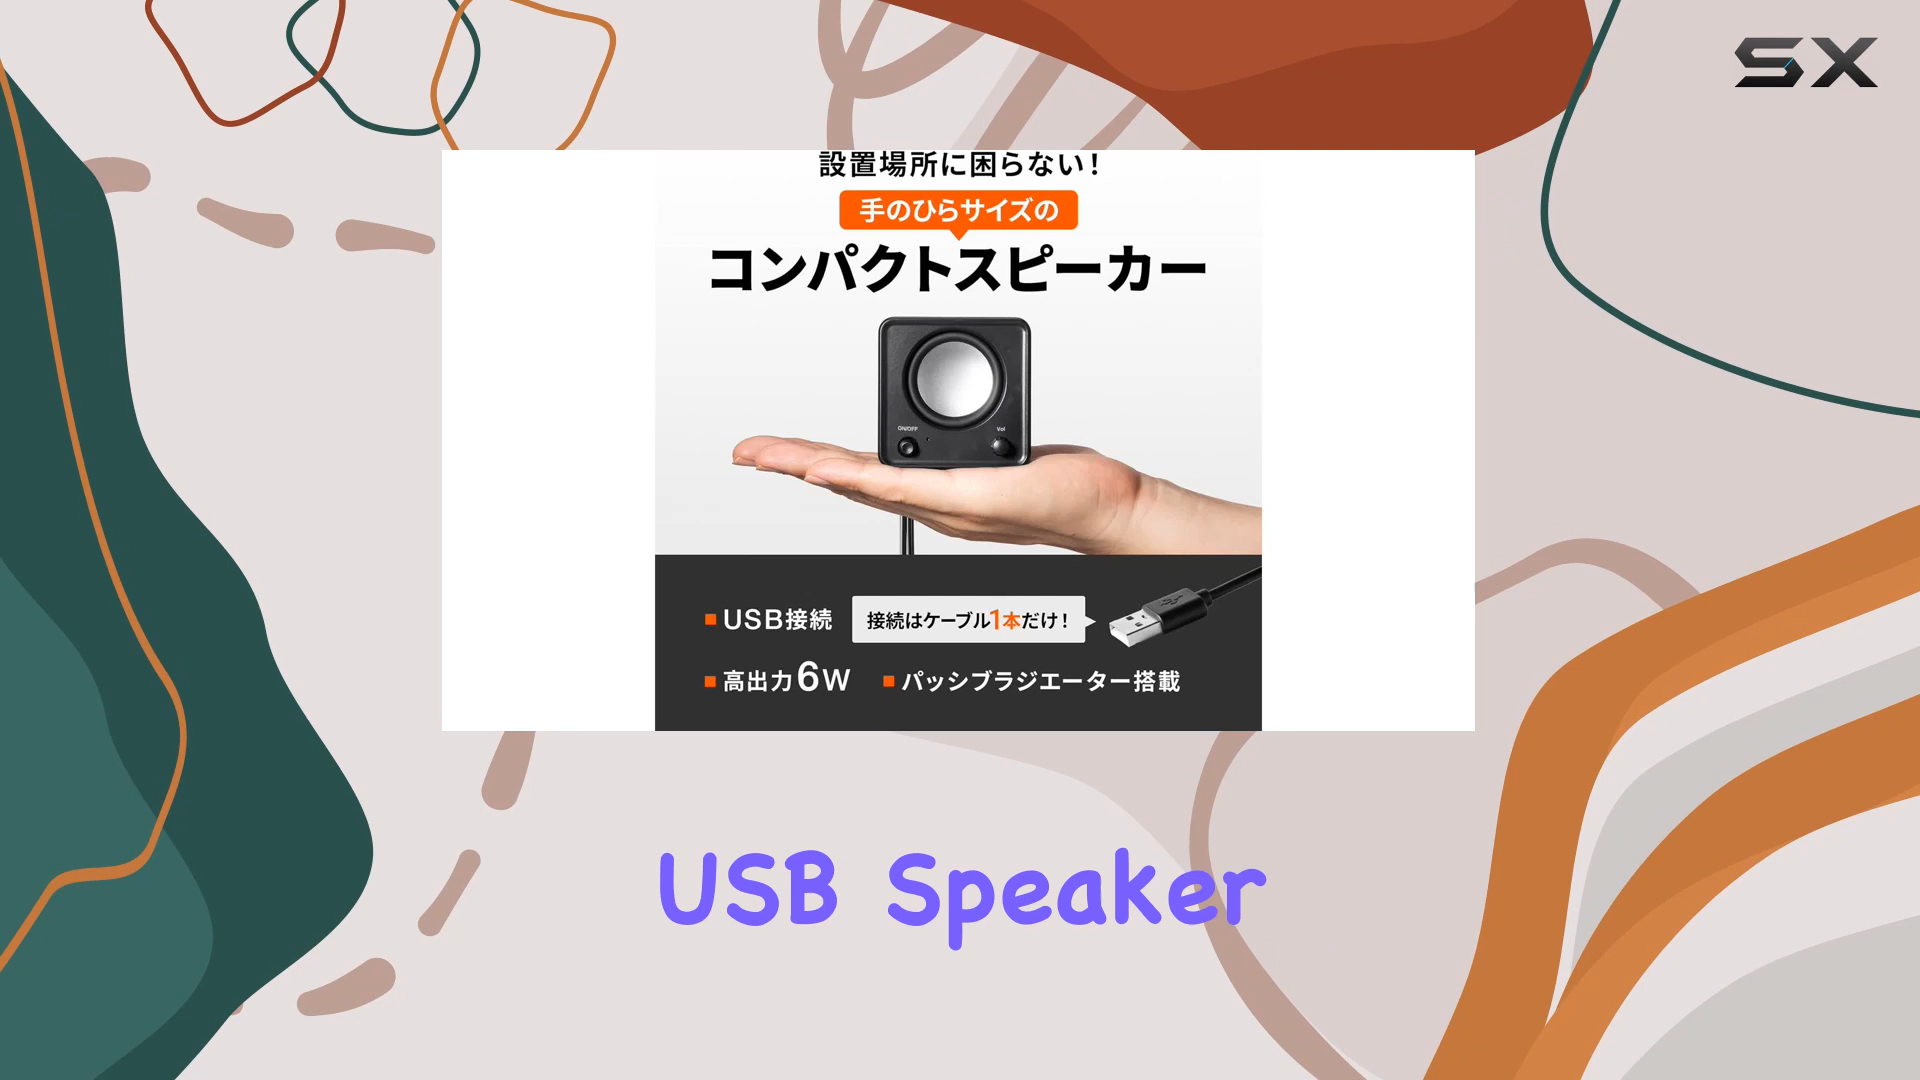 SX
設置場所に困らない!
手のひらサイズの
コンパクトスピーカー
ON/OFF
Vol
■USB接続 接続はケーブル1本だけ!
■高出力6W ■パッシブラジエーター搭載
USB Speaker